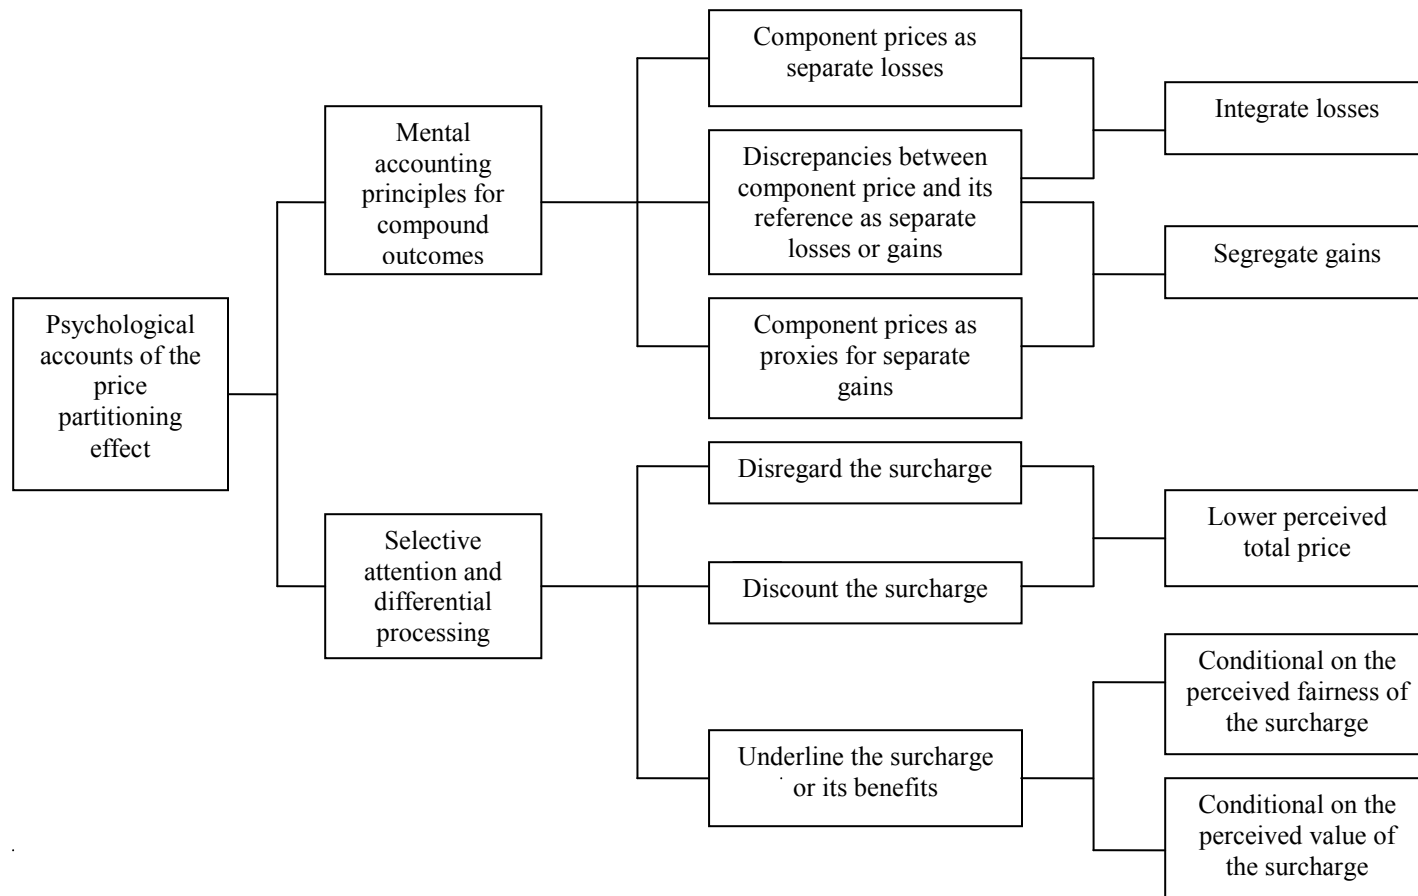 Psychological
accounts of the
price
partitioning
effect
Mental
accounting
principles for
compound
outcomes
Selective
attention and
differential
processing
Component prices as
separate losses
Discrepancies between
component price and its
reference as separate
losses or gains
Component prices as
proxies for separate
gains
Disregard the surcharge
Discount the surcharge
Underline the surcharge
or its benefits
Integrate losses
Segregate gains
Lower perceived
total price
Conditional on the
perceived fairness of
the surcharge
Conditional on the
perceived value of
the surcharge